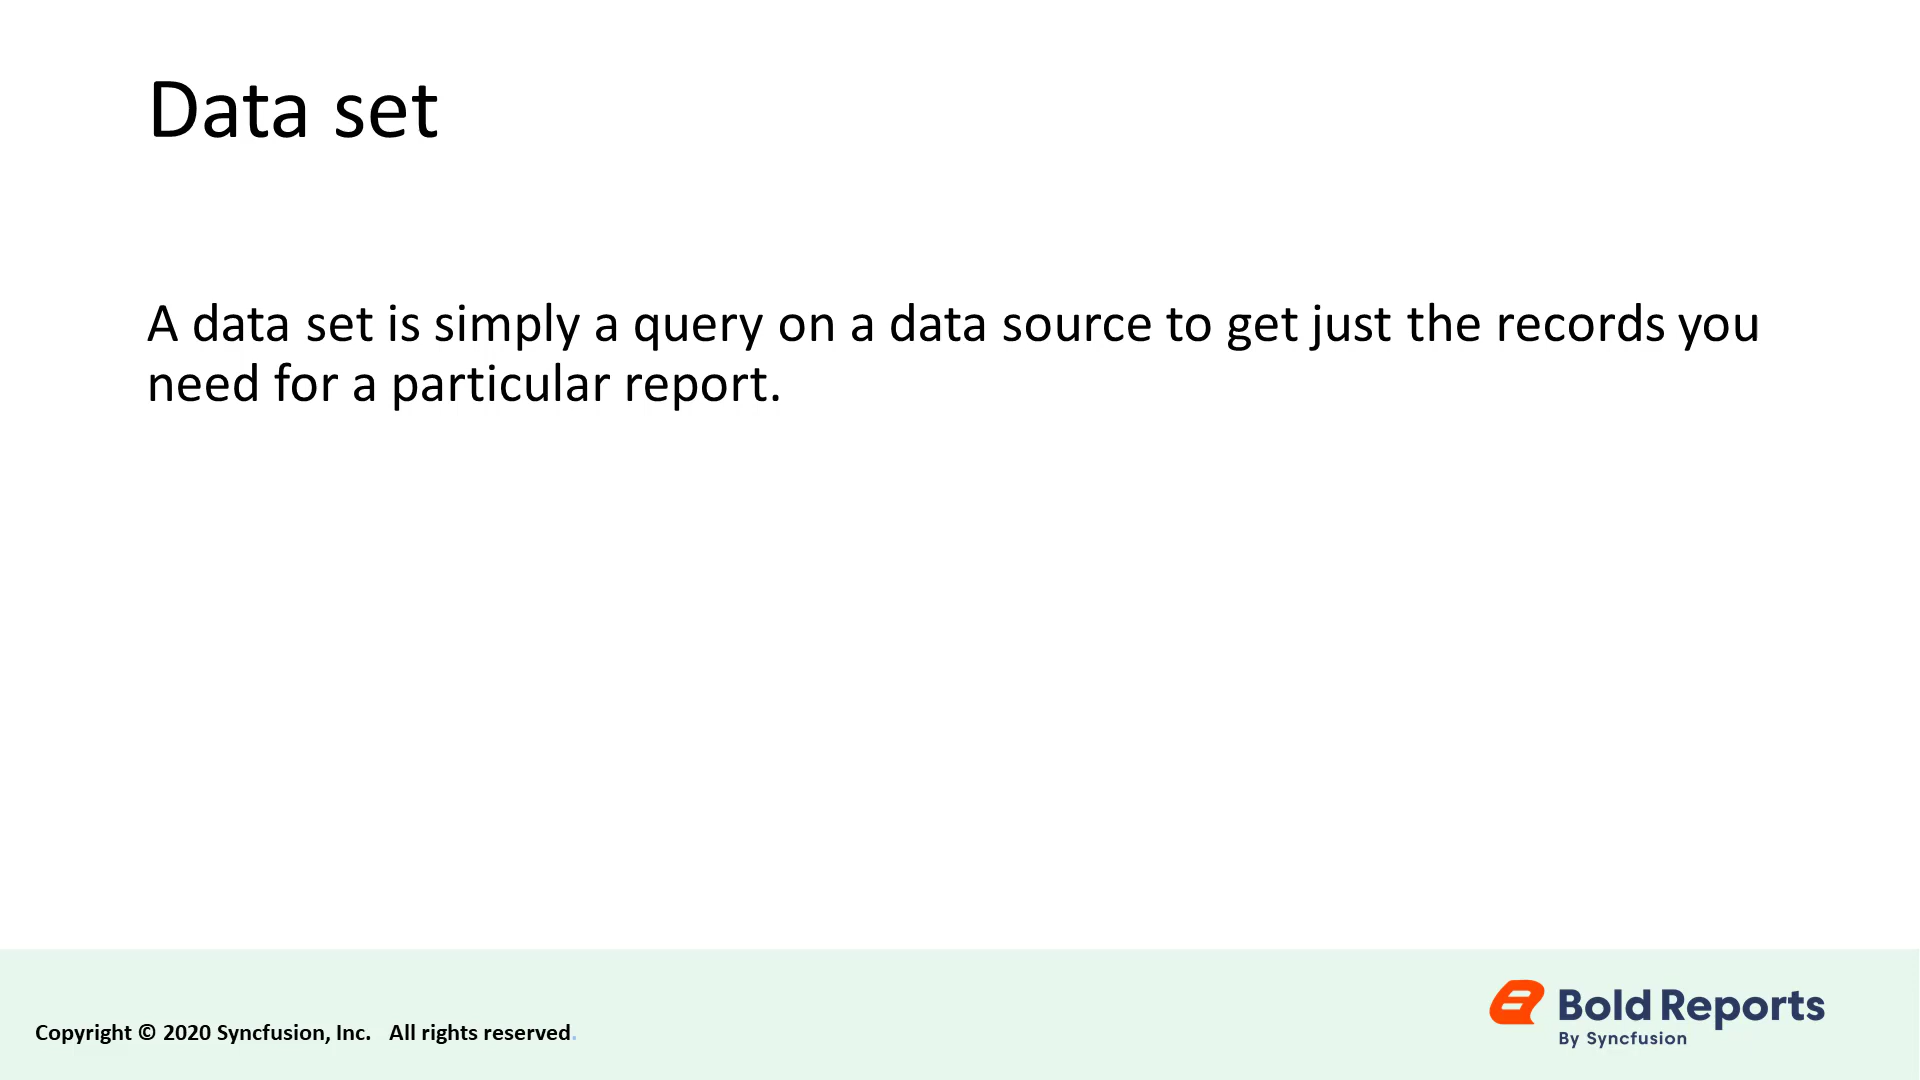 Data set
A data set is simply a query on a data source to get just the records you
need for a particular report.
Copyright © 2020 Syncfusion, Inc.   All rights reserved.
Bold Reports
By Syncfusion